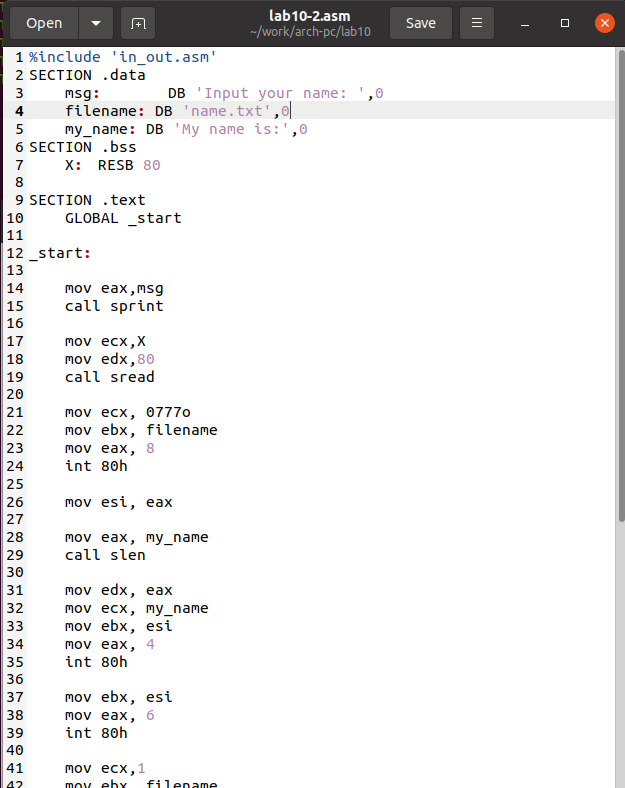 Open
lab10-2.asm
~/work/arch-pc/lab10
Save
1 %include 'in_out.asm'
2 SECTION .data
3     msg:        DB 'Input your name: ',0
4     filename: DB 'name.txt',0
5     my_name: DB 'My name is:',0
6 SECTION .bss
7     X:  RESB 80
8
9 SECTION .text
10     GLOBAL _start
11
12 _start:
13
14     mov eax,msg
15     call sprint
16
17     mov ecx,X
18     mov edx,80
19     call sread
20
21     mov ecx, 0777o
22     mov ebx, filename
23     mov eax, 8
24     int 80h
25
26     mov esi, eax
27
28     mov eax, my_name
29     call slen
30
31     mov edx, eax
32     mov ecx, my_name
33     mov ebx, esi
34     mov eax, 4
35     int 80h
36
37     mov ebx, esi
38     mov eax, 6
39     int 80h
40
41     mov ecx,1
42     mov ebx, filename